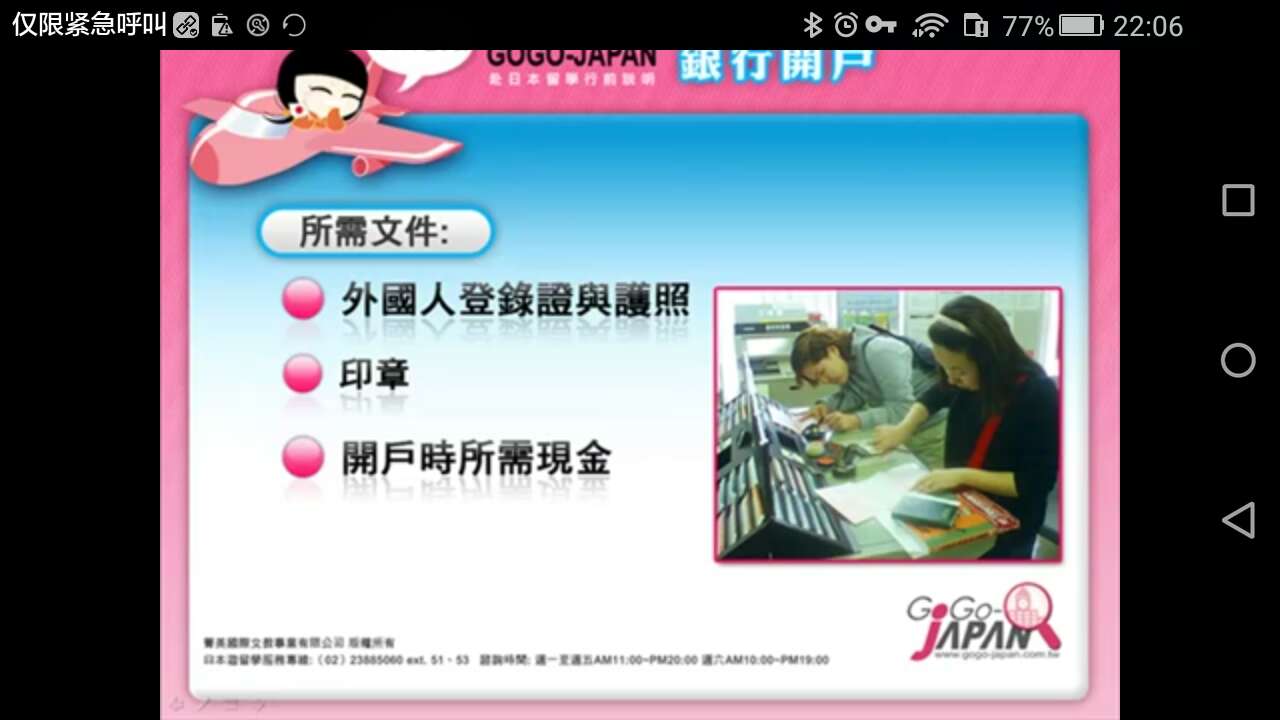 仅限紧急呼叫
77%
22:06
GOGO-JAPAN
赴日本留學行前說明
銀行開戶
所需文件:
外國人登錄證與護照
印章
開戶時所需現金
GoGo-
JAPAN
www.gogo-japan.com.tw
菁英國際文教事業有限公司 版權所有
日本遊留學服務專線:(02)23885060 ext. 51、53 諮詢時間: 週一至週五AM11:00~PM20:00 週六AM10:00~PM19:00